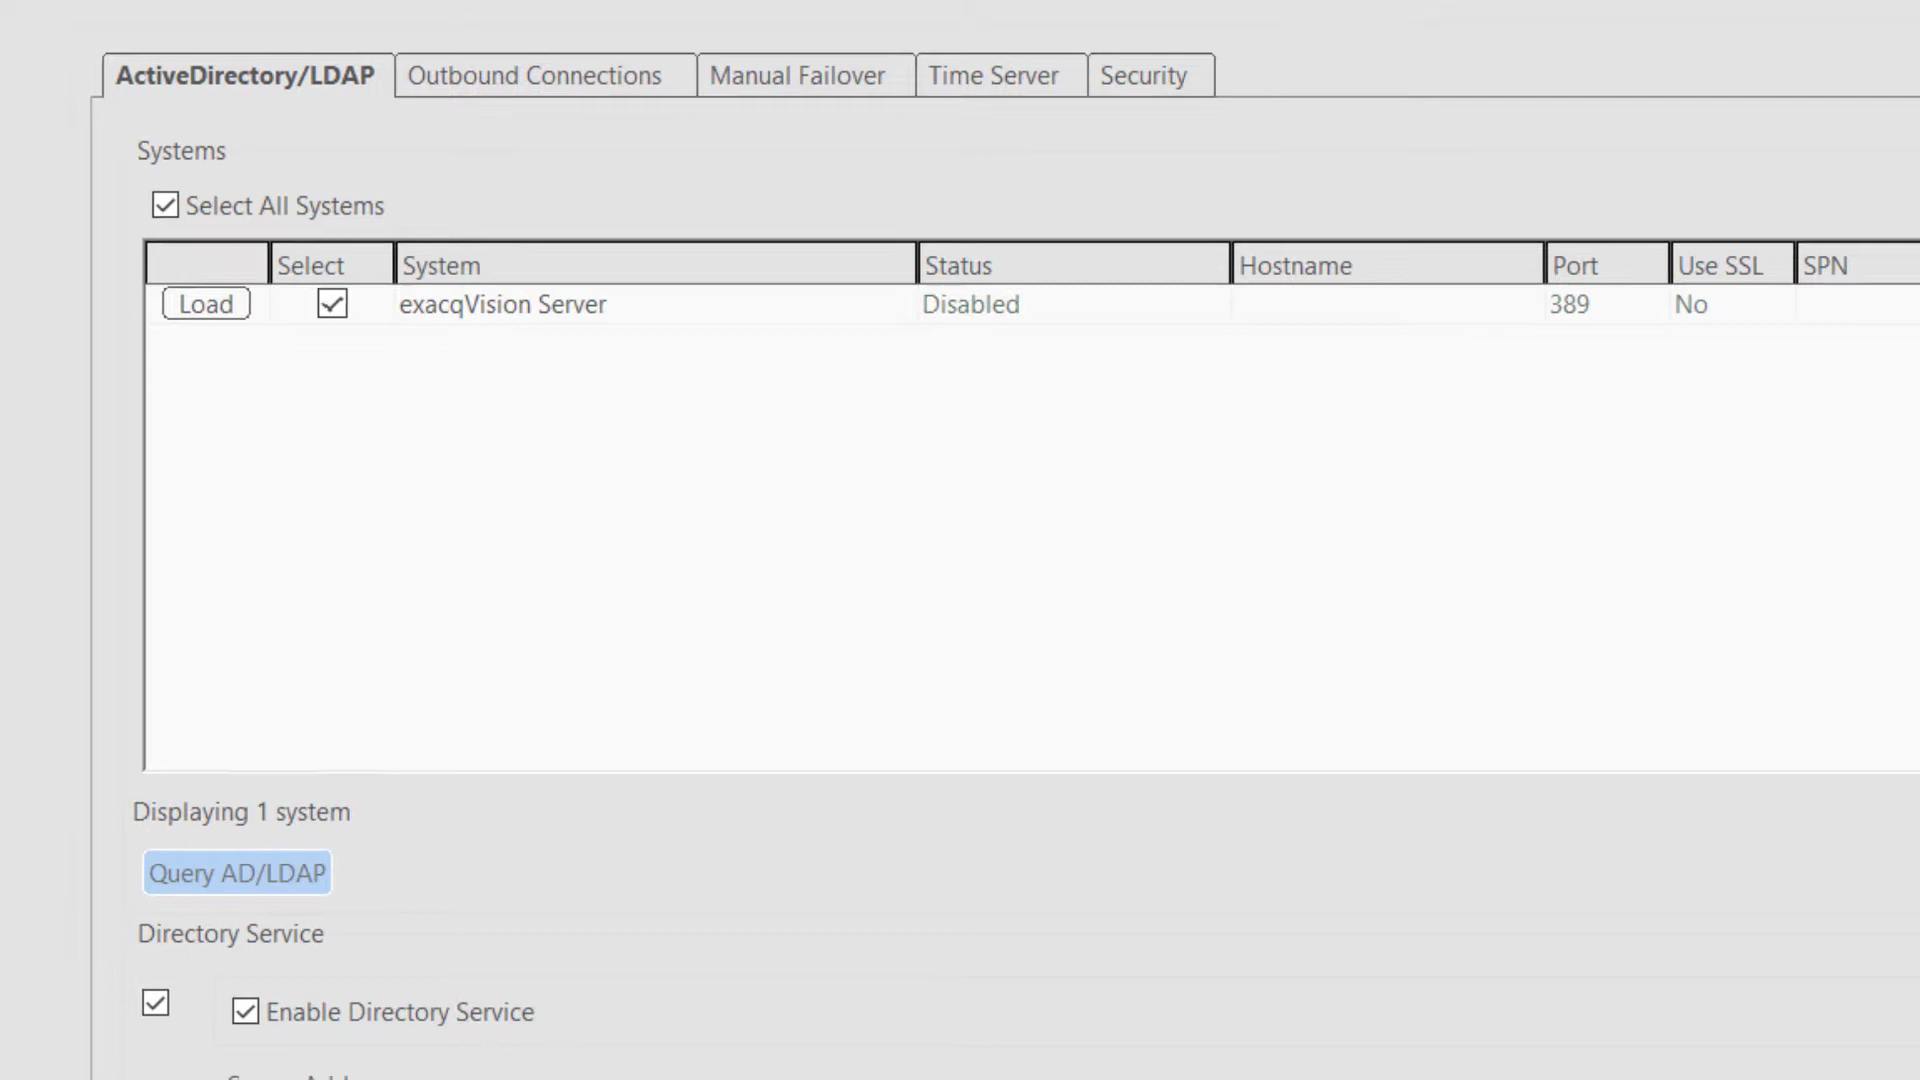 ActiveDirectory/LDAP Outbound Connections Manual Failover Time Server Security
Systems
Select All Systems
Select System Status Hostname Port Use SSL SPN
Load exacqVision Server Disabled 389 No
Displaying 1 system
Query AD/LDAP
Directory Service
Enable Directory Service